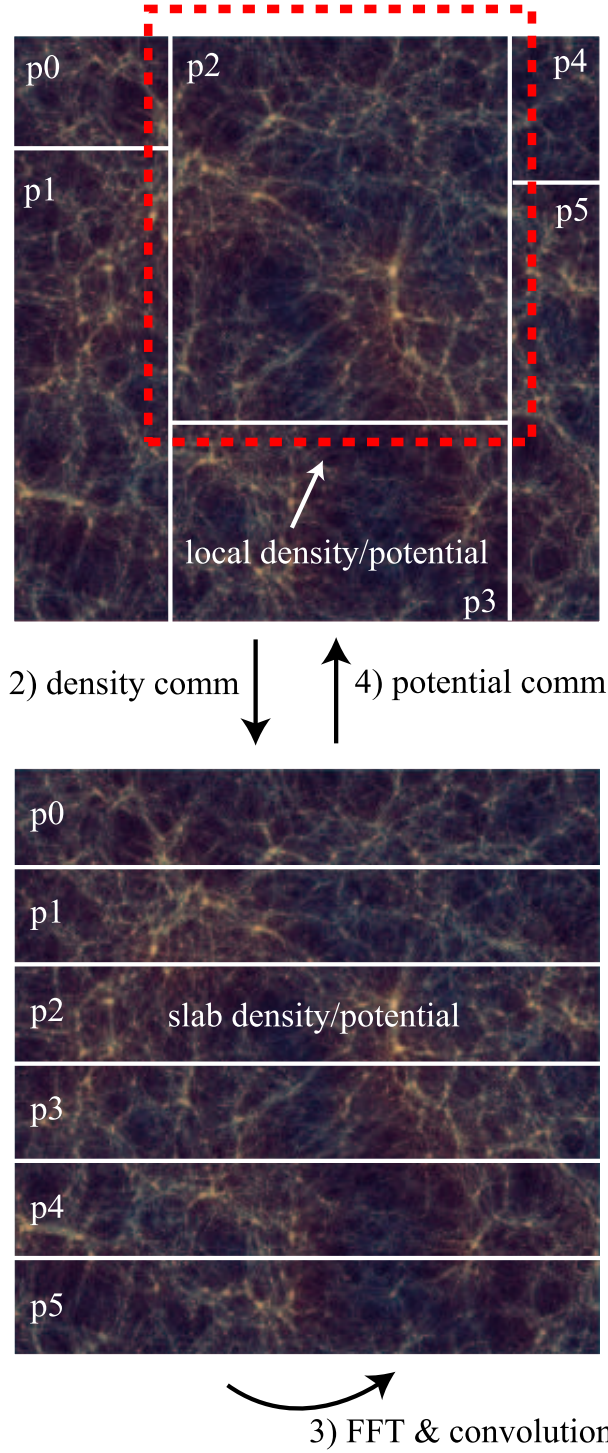 p0
p2
p4
p1
p5
local density/potential
p3
2) density comm
4) potential comm
p0
p1
p2
slab density/potential
p3
p4
p5
3) FFT & convolution